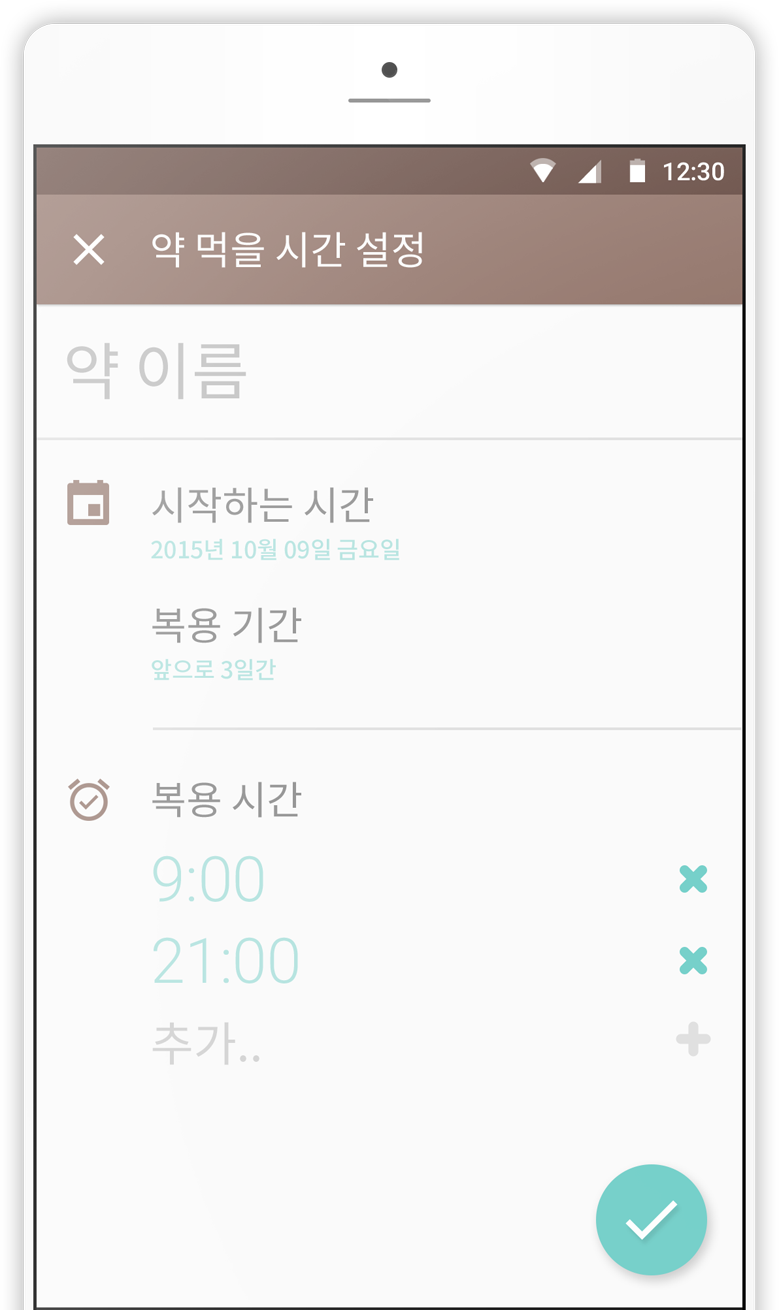 12:30
약 먹을 시간 설정
약 이름
시작하는 시간
2015년 10월 09일 금요일
복용 기간
앞으로 3일간
복용 시간
9:00
21:00
추가..